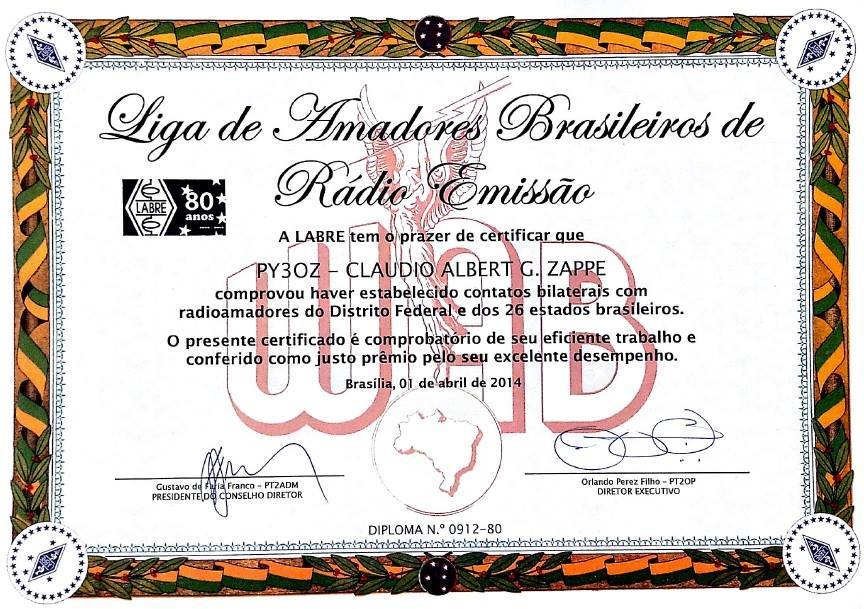 Liga de Amadores Brasileiros de
Rádio Emissão
LABRE
80
anos
A LABRE tem o prazer de certificar que
PY3OZ – CLAUDIO ALBERT G. ZAPPE
comprovou haver estabelecido contatos bilaterais com
radioamadores do Distrito Federal e dos 26 estados brasileiros.
O presente certificado é comprobatório de seu eficiente trabalho e
conferido como justo prêmio pelo seu excelente desempenho.
Brasília, 01 de abril de 2014
WAB
Gustavo de Faria Franco – PT2ADM
PRESIDENTE DO CONSELHO DIRETOR
Orlando Perez Filho – PT2OP
DIRETOR EXECUTIVO
DIPLOMA N.º 0912–80